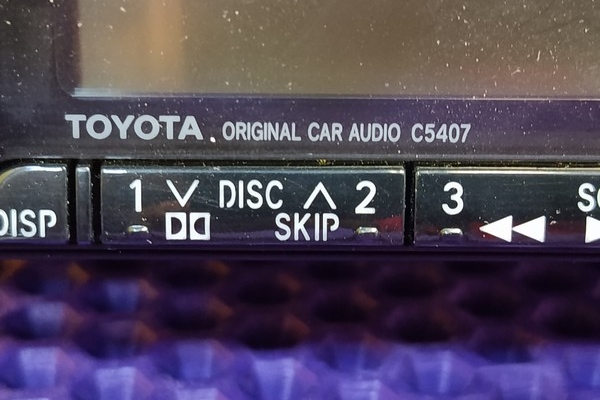 TOYOTA ORIGINAL CAR AUDIO C5407
DISP 1 DISC 2 3
SKIP